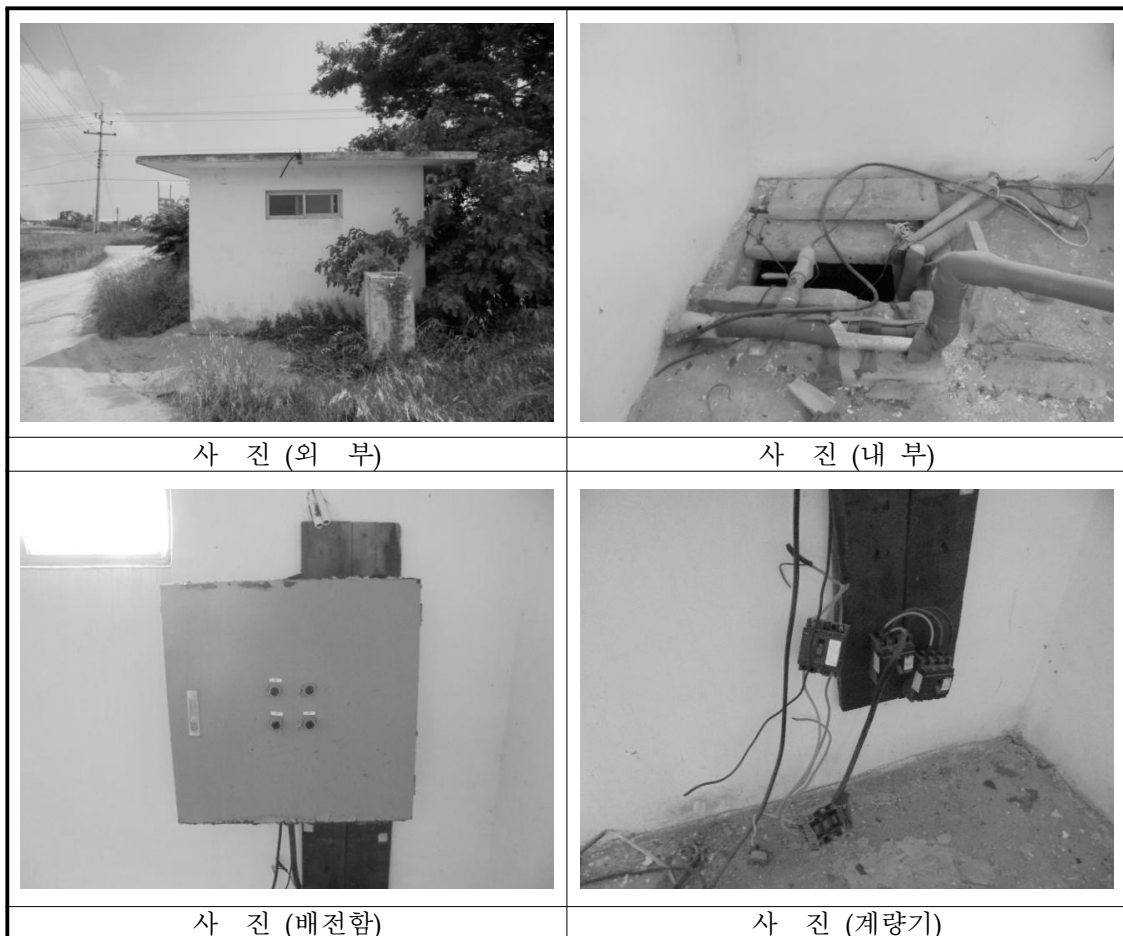 사 진 (외 부)
사 진 (내 부)
사 진 (배전함)
사 진 (계량기)